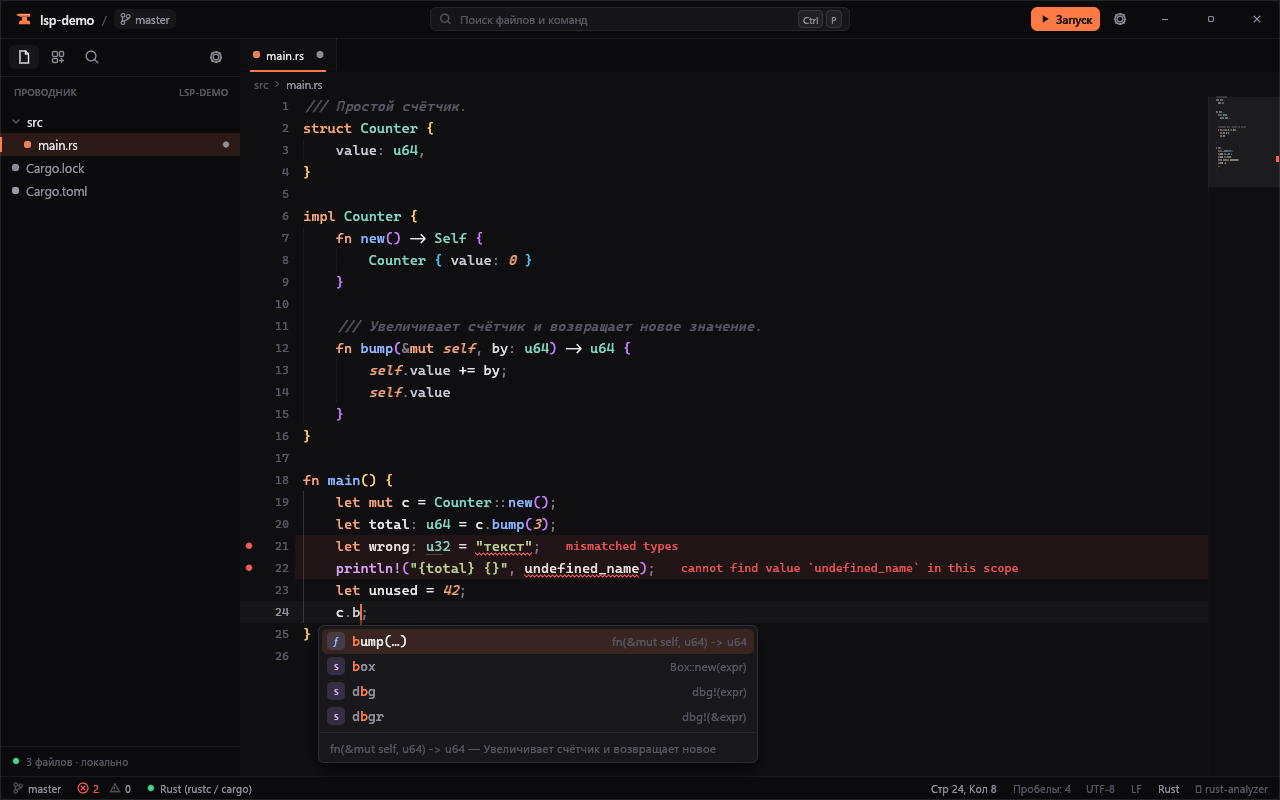 lsp-demo / master
Поиск файлов и команд
Ctrl P
Запуск
ПРОВОДНИК LSP-DEMO
src
main.rs
Cargo.lock
Cargo.toml
3 файлов · локально
main.rs
src > main.rs
1 /// Простой счётчик.
2 struct Counter {
3 value: u64,
4 }
5
6 impl Counter {
7 fn new() -> Self {
8 Counter { value: 0 }
9 }
10
11 /// Увеличивает счётчик и возвращает новое значение.
12 fn bump(&mut self, by: u64) -> u64 {
13 self.value += by;
14 self.value
15 }
16 }
17
18 fn main() {
19 let mut c = Counter::new();
20 let total: u64 = c.bump(3);
21 let wrong: u32 = "текст"; mismatched types
22 println!("{total} {}", undefined_name); cannot find value `undefined_name` in this scope
23 let unused = 42;
24 c.b;
25 }
26
f bump(…) fn(&mut self, u64) -> u64
s box Box::new(expr)
s dbg dbg!(expr)
s dbgr dbg!(&expr)
fn(&mut self, u64) -> u64 — Увеличивает счётчик и возвращает новое
master 2 0 Rust (rustc / cargo)
Стр 24, Кол 8 Пробелы: 4 UTF-8 LF Rust rust-analyzer